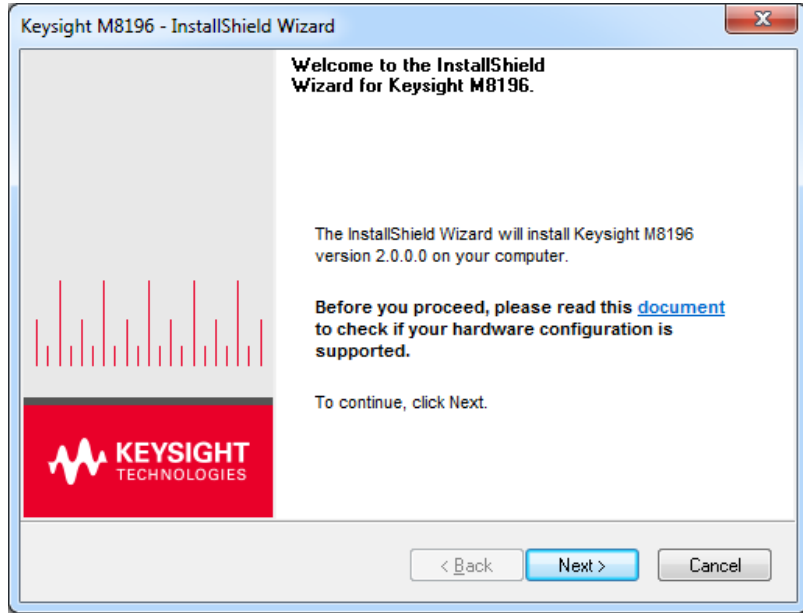 Keysight M8196 - InstallShield Wizard
Welcome to the InstallShield
Wizard for Keysight M8196.
The InstallShield Wizard will install Keysight M8196
version 2.0.0.0 on your computer.
Before you proceed, please read this document
to check if your hardware configuration is
supported.
To continue, click Next.
KEYSIGHT
TECHNOLOGIES
< Back
Next >
Cancel